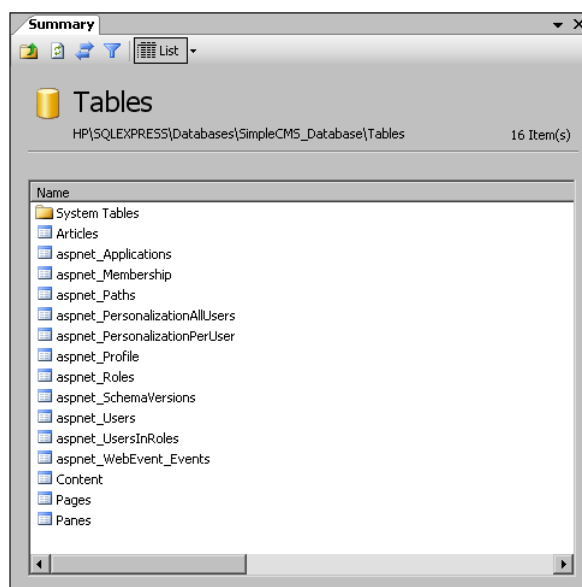 Summary
List
Tables
HP\SQLEXPRESS\Databases\SimpleCMS_Database\Tables 16 Item(s)
Name
System Tables
Articles
aspnet_Applications
aspnet_Membership
aspnet_Paths
aspnet_PersonalizationAllUsers
aspnet_PersonalizationPerUser
aspnet_Profile
aspnet_Roles
aspnet_SchemaVersions
aspnet_Users
aspnet_UsersInRoles
aspnet_WebEvent_Events
Content
Pages
Panes